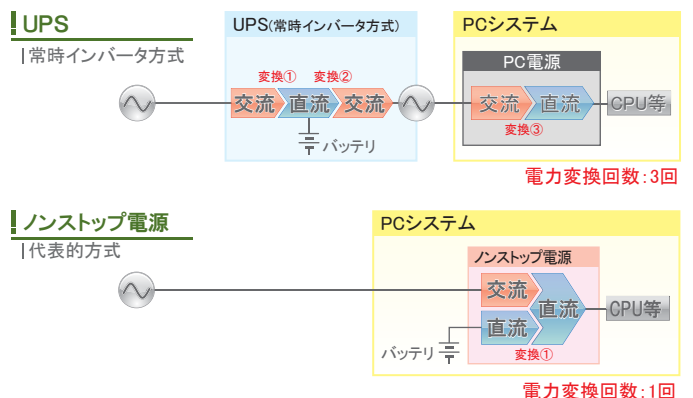 UPS
常時インバータ方式
UPS(常時インバータ方式)
変換① 変換②
交流 直流 交流
バッテリ
PCシステム
PC電源
交流 直流
変換③
CPU等
電力変換回数:3回
ノンストップ電源
代表的方式
PCシステム
ノンストップ電源
交流
直流
直流
変換①
バッテリ
CPU等
電力変換回数:1回